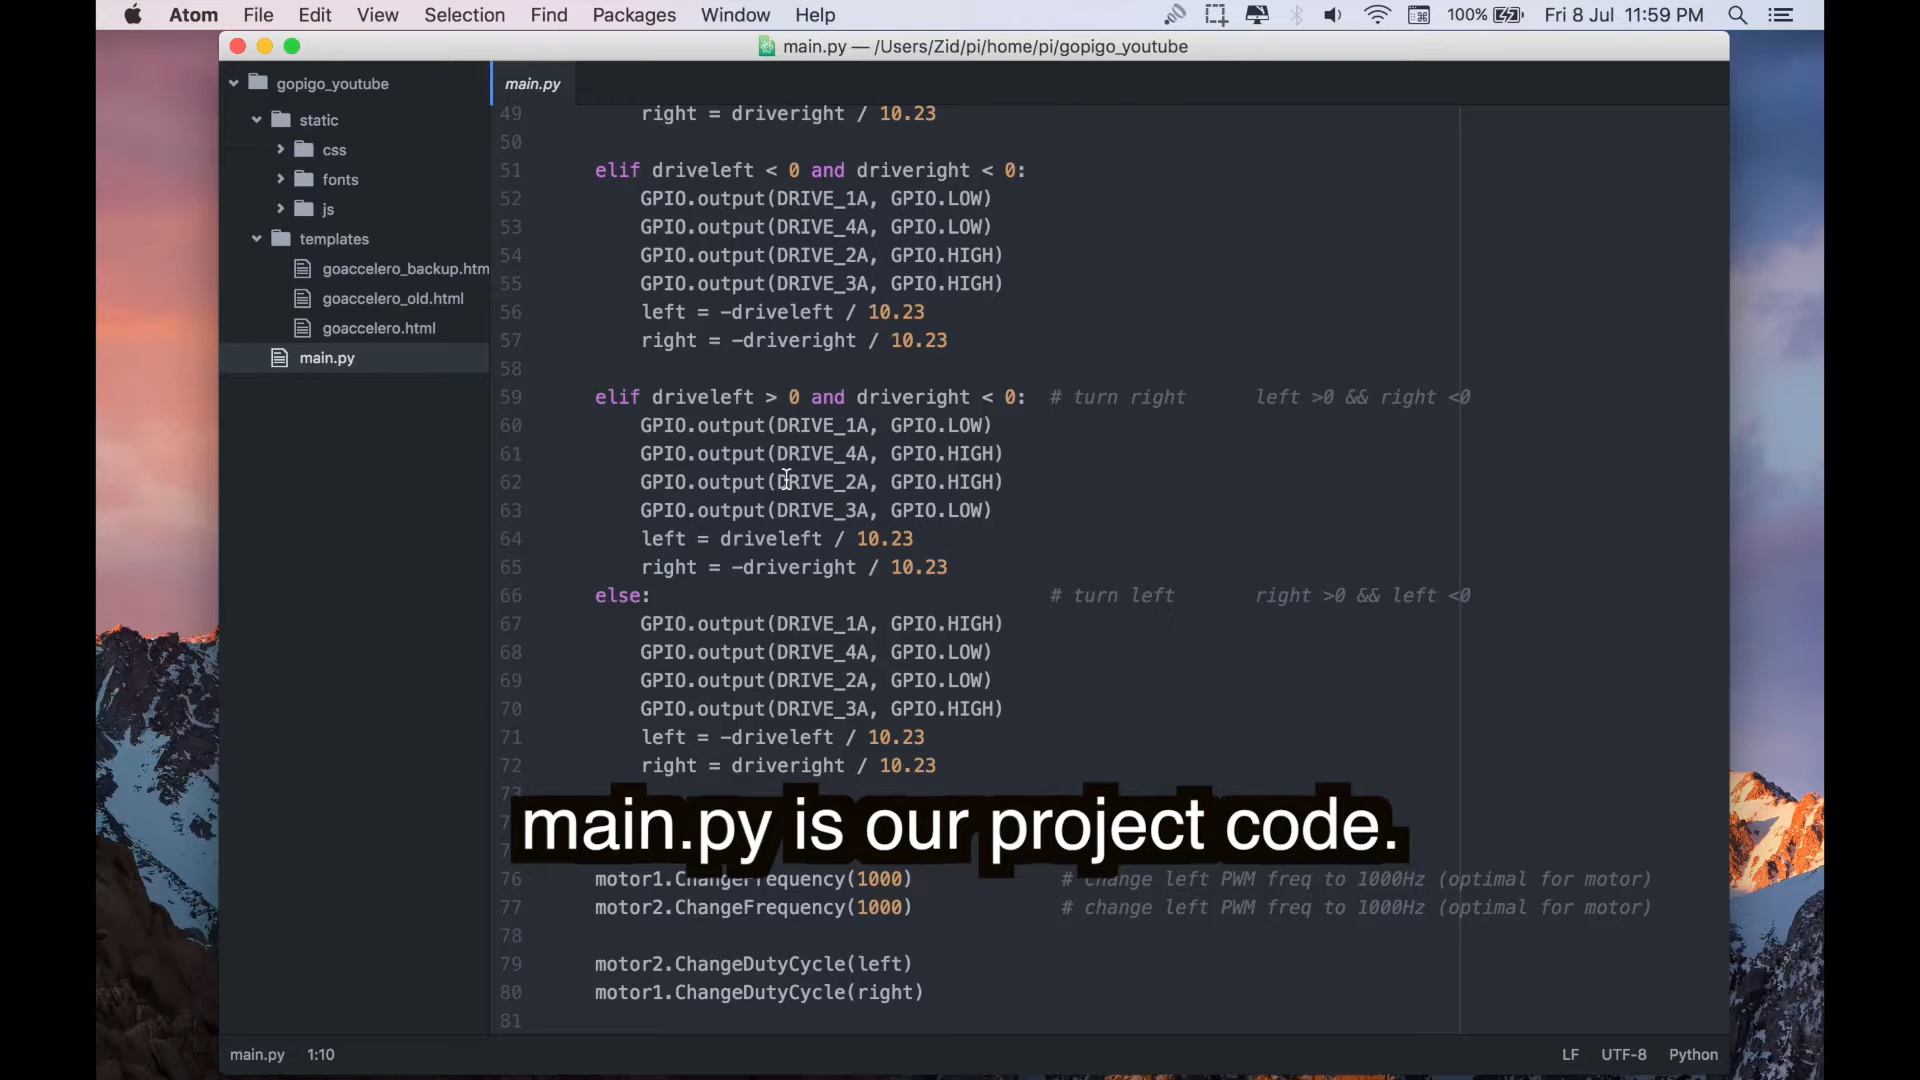 Atom File Edit View Selection Find Packages Window Help 100% Fri 8 Jul 11:59 PM
main.py — /Users/Zid/pi/home/pi/gopigo_youtube
gopigo_youtube
static
css
fonts
js
templates
goaccelero_backup.htm
goaccelero_old.html
goaccelero.html
main.py
main.py
49 right = driveright / 10.23
50
51 elif driveleft < 0 and driveright < 0:
52 GPIO.output(DRIVE_1A, GPIO.LOW)
53 GPIO.output(DRIVE_4A, GPIO.LOW)
54 GPIO.output(DRIVE_2A, GPIO.HIGH)
55 GPIO.output(DRIVE_3A, GPIO.HIGH)
56 left = -driveleft / 10.23
57 right = -driveright / 10.23
58
59 elif driveleft > 0 and driveright < 0: # turn right left >0 && right <0
60 GPIO.output(DRIVE_1A, GPIO.LOW)
61 GPIO.output(DRIVE_4A, GPIO.HIGH)
62 GPIO.output(DRIVE_2A, GPIO.HIGH)
63 GPIO.output(DRIVE_3A, GPIO.LOW)
64 left = driveleft / 10.23
65 right = -driveright / 10.23
66 else: # turn left right >0 && left <0
67 GPIO.output(DRIVE_1A, GPIO.HIGH)
68 GPIO.output(DRIVE_4A, GPIO.LOW)
69 GPIO.output(DRIVE_2A, GPIO.LOW)
70 GPIO.output(DRIVE_3A, GPIO.HIGH)
71 left = -driveleft / 10.23
72 right = driveright / 10.23
73
main.py is our project code.
76 motor1.ChangeFrequency(1000) # change left PWM freq to 1000Hz (optimal for motor)
77 motor2.ChangeFrequency(1000) # change left PWM freq to 1000Hz (optimal for motor)
78
79 motor2.ChangeDutyCycle(left)
80 motor1.ChangeDutyCycle(right)
81
main.py 1:10 LF UTF-8 Python